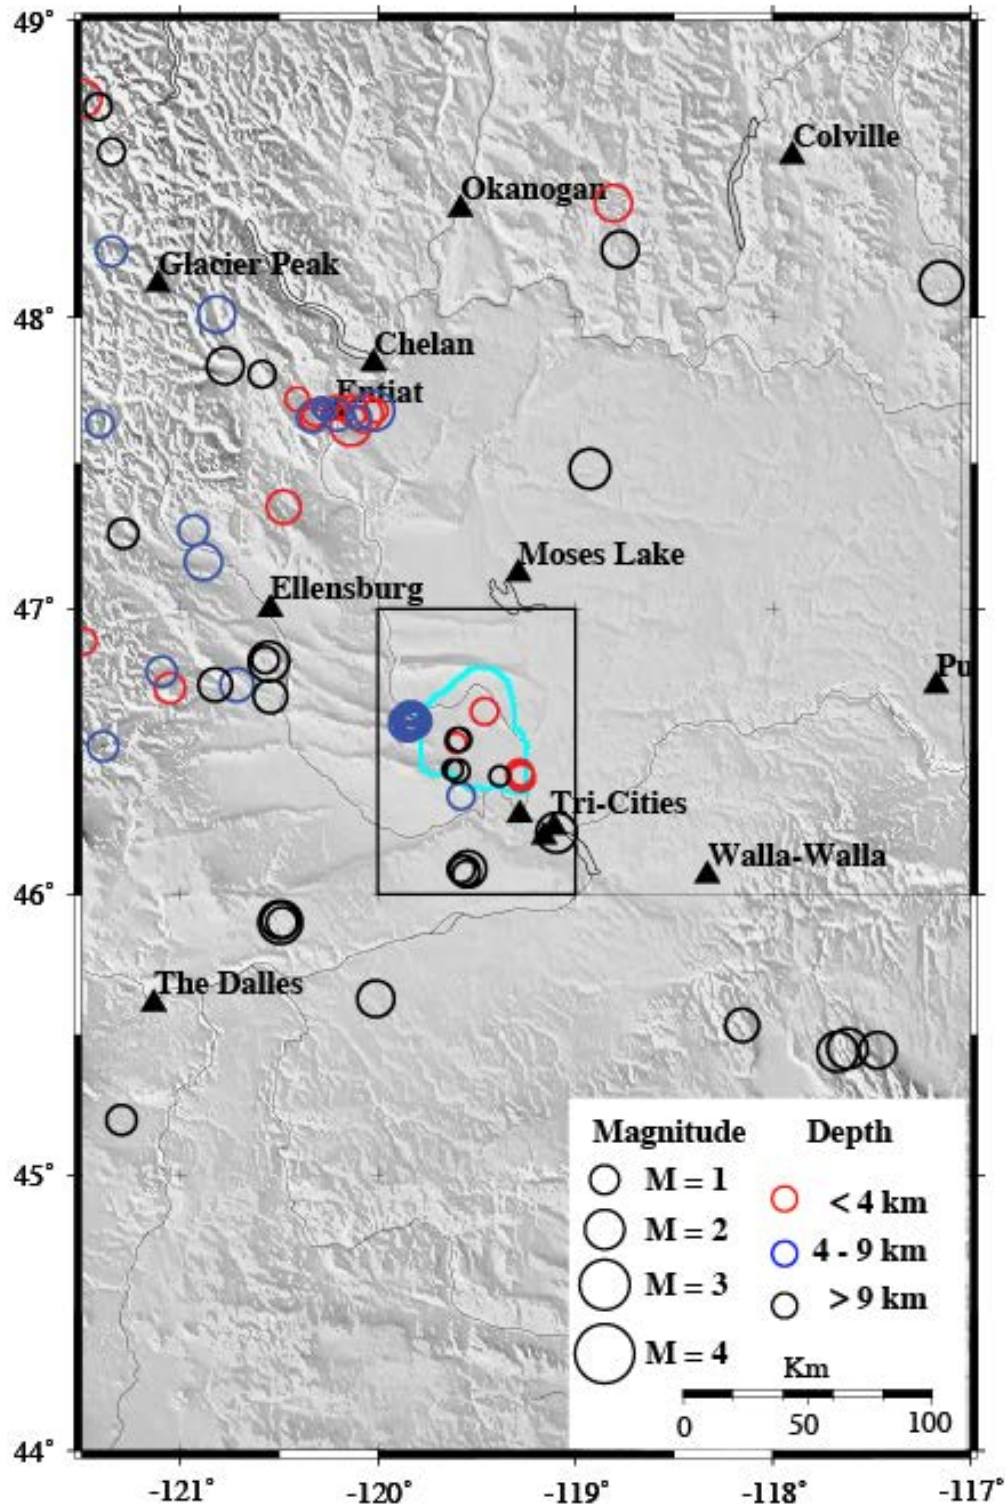 49°
Colville
Okanogan
Glacier Peak
48°
Chelan
Entiat
Moses Lake
Ellensburg
47°
Pu
Tri-Cities
Walla-Walla
46°
The Dalles
Magnitude Depth
M = 1
< 4 km
M = 2
4 - 9 km
M = 3
> 9 km
M = 4
Km
0 50 100
45°
44°
-121° -120° -119° -118° -117°